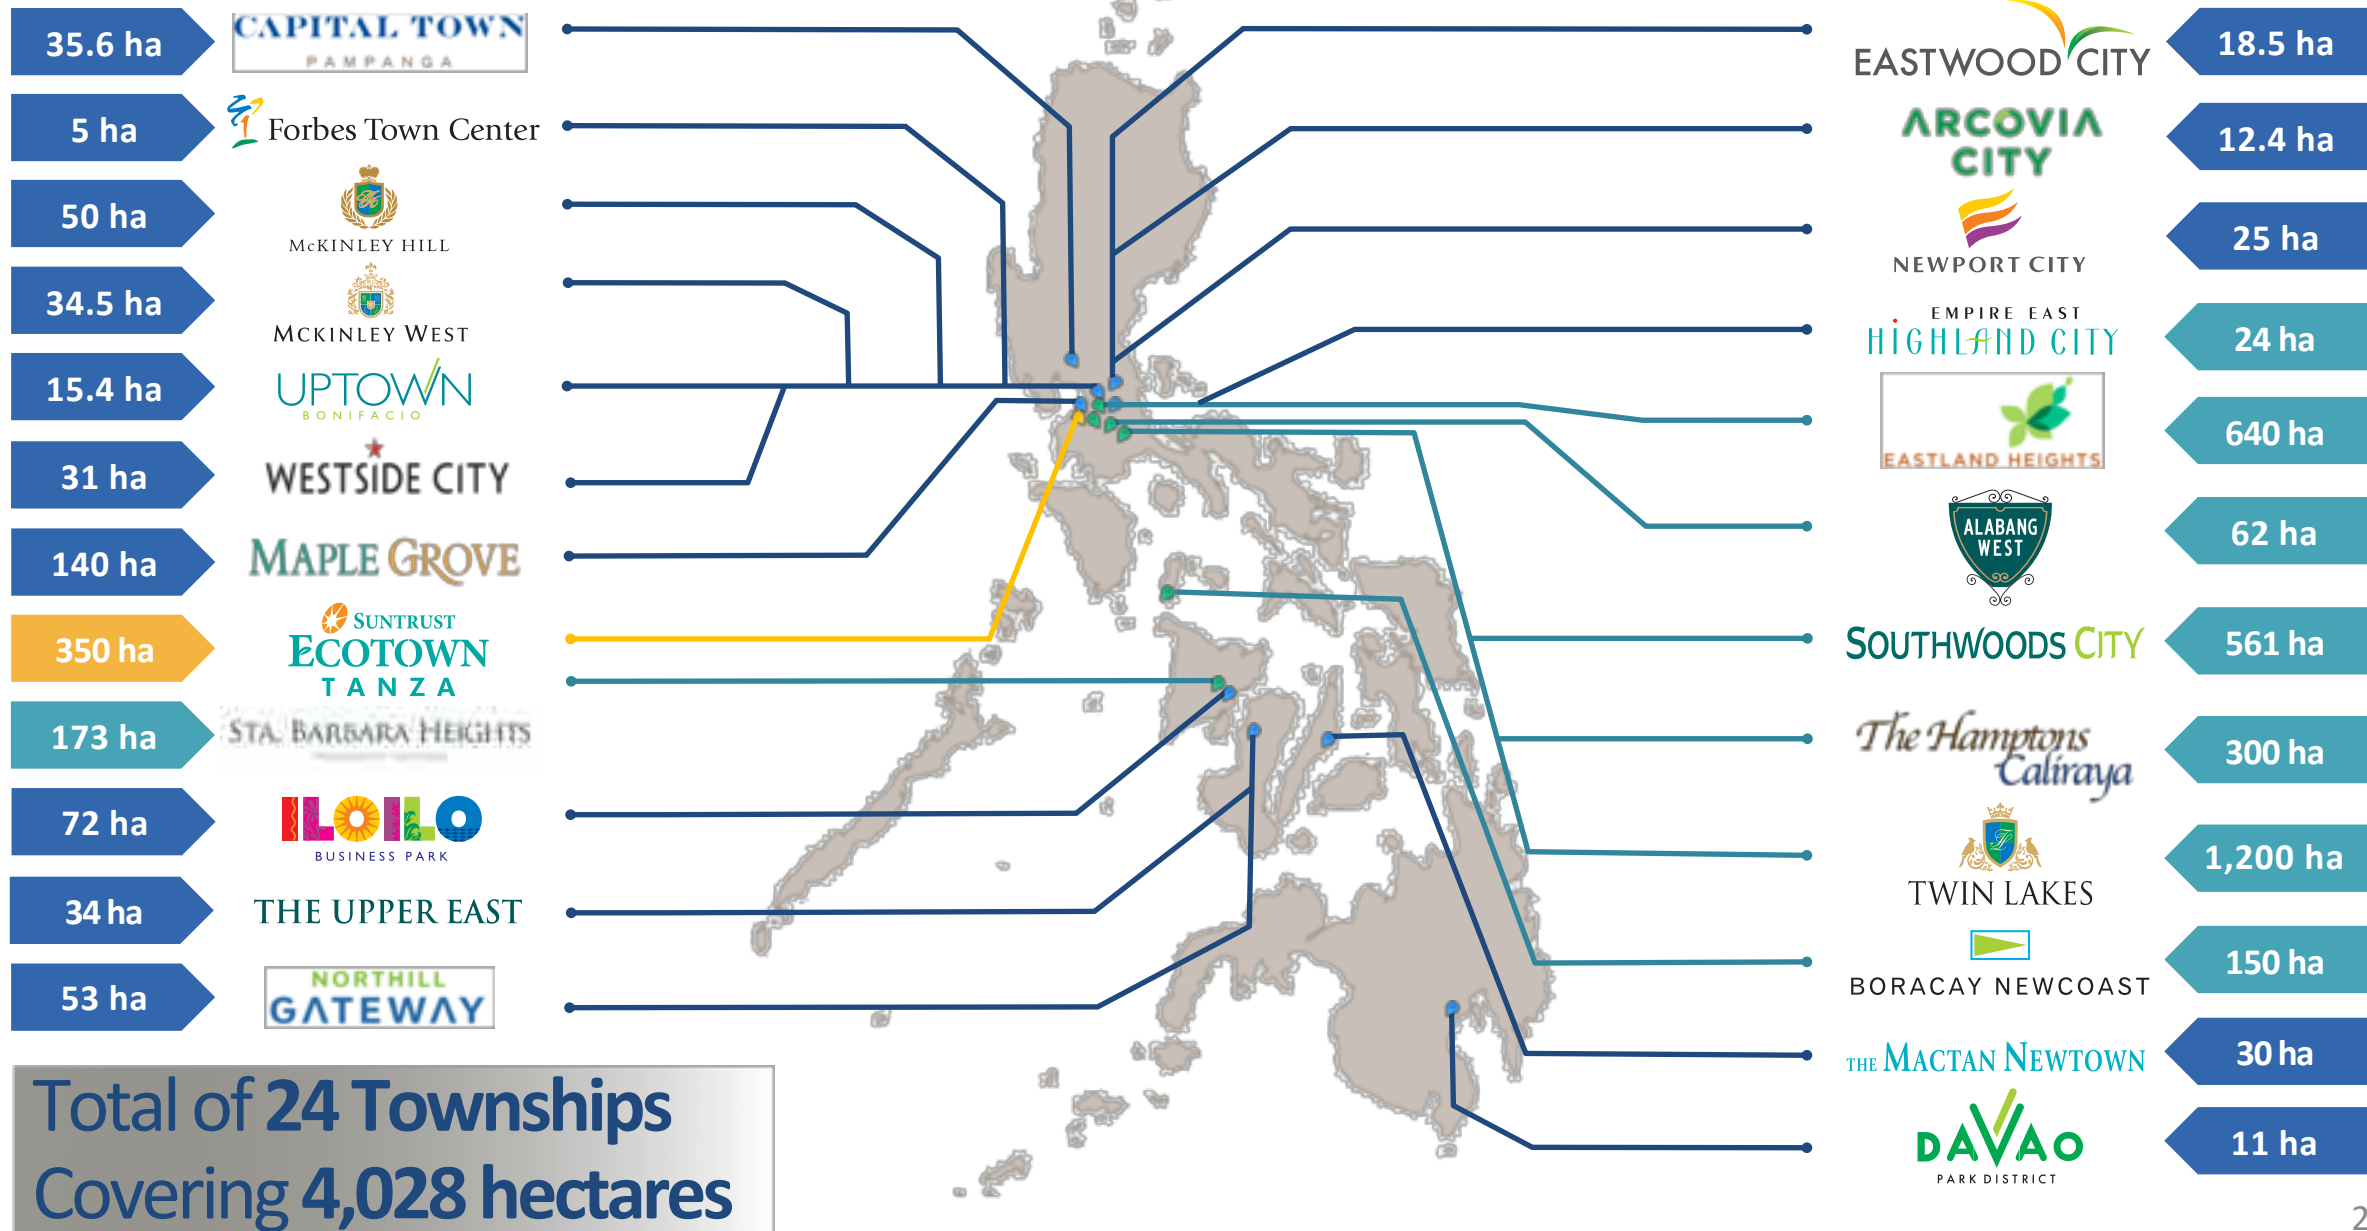 35.6 ha
CAPITAL TOWN
PAMPANGA
5 ha
Forbes Town Center
50 ha
McKINLEY HILL
34.5 ha
MCKINLEY WEST
15.4 ha
UPTOWN
BONIFACIO
31 ha
WESTSIDE CITY
140 ha
MAPLE GROVE
350 ha
SUNTRUST
ECOTOWN
TANZA
173 ha
STA. BARBARA HEIGHTS
72 ha
ILOILO
BUSINESS PARK
34 ha
THE UPPER EAST
53 ha
NORTHILL
GATEWAY
Total of 24 Townships
Covering 4,028 hectares
EASTWOOD CITY
18.5 ha
ARCOVIA
CITY
12.4 ha
NEWPORT CITY
25 ha
EMPIRE EAST
HIGHLAND CITY
24 ha
EASTLAND HEIGHTS
640 ha
ALABANG
WEST
62 ha
SOUTHWOODS CITY
561 ha
The Hamptons
Caliraya
300 ha
TWIN LAKES
1,200 ha
BORACAY NEWCOAST
150 ha
THE MACTAN NEWTOWN
30 ha
DAVAO
PARK DISTRICT
11 ha
2